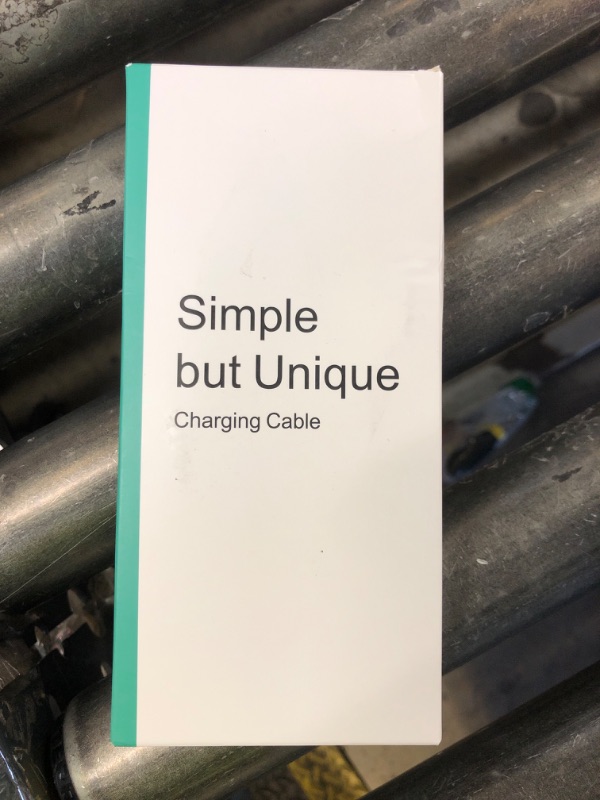 Simple
but Unique
Charging Cable